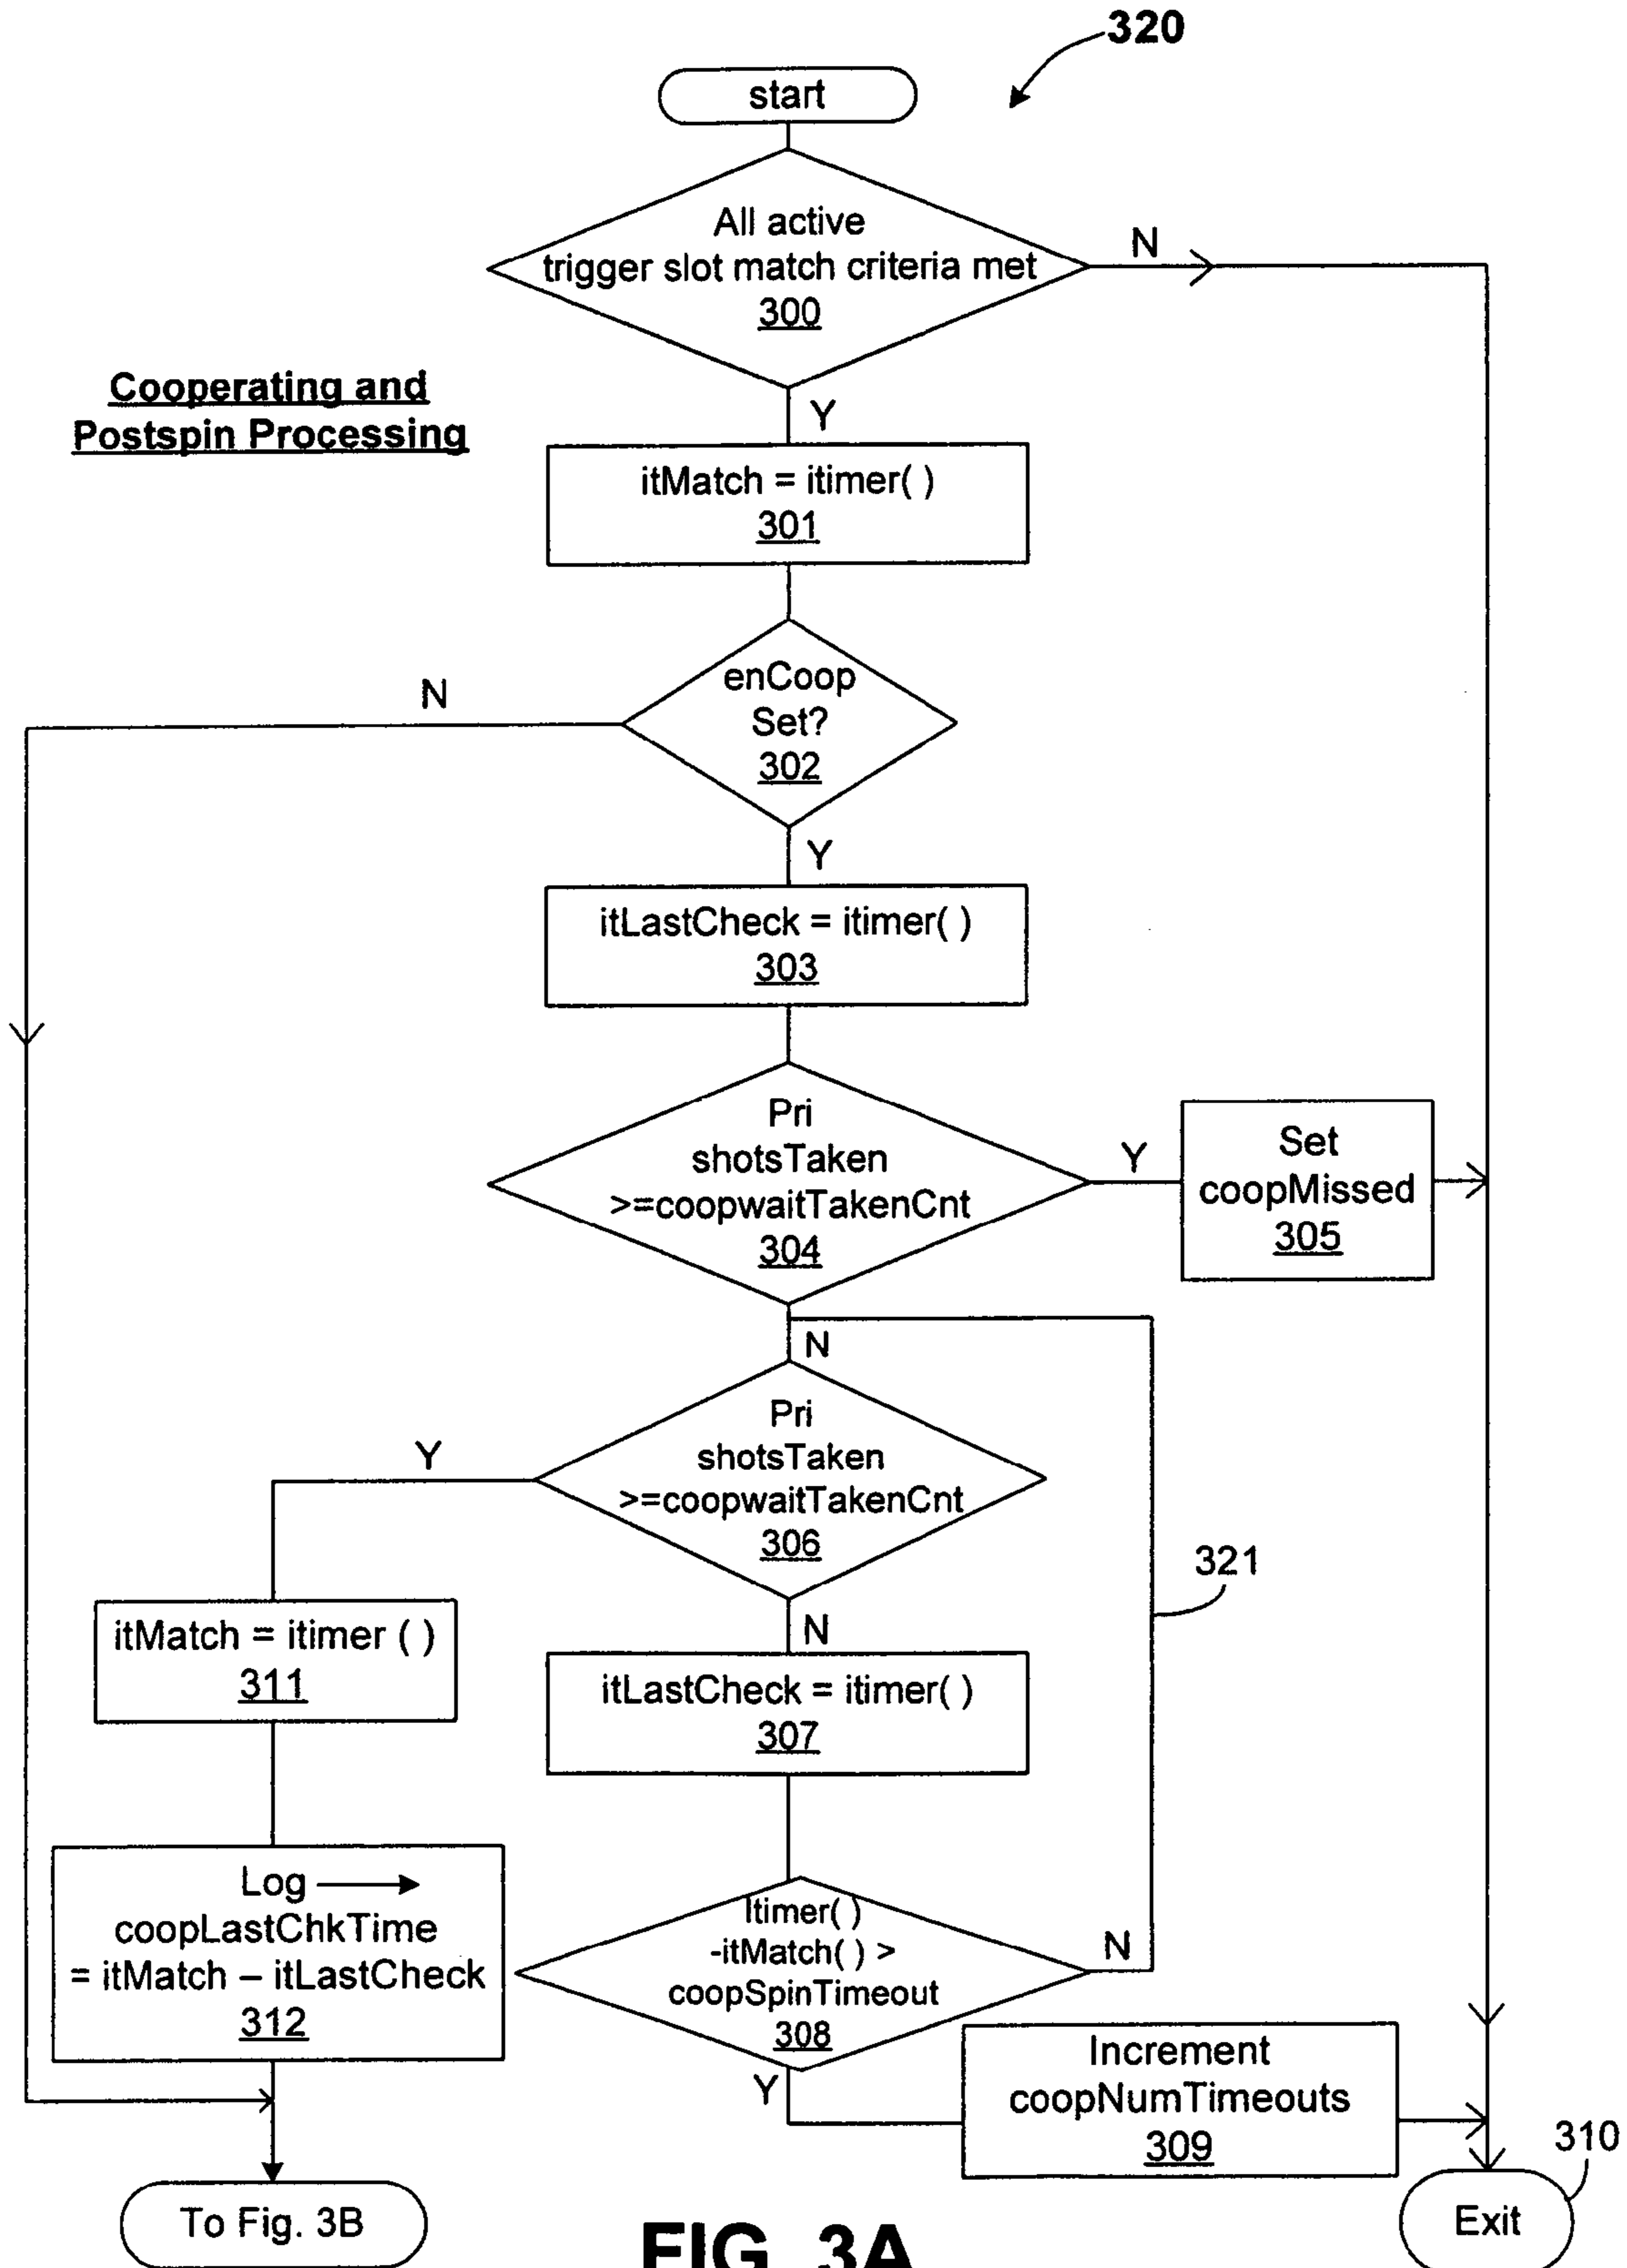 320
start
All active
trigger slot match criteria met
300
N
Cooperating and
Postspin Processing
Y
itMatch = itimer( )
301
enCoop
Set?
302
N
Y
itLastCheck = itimer( )
303
Pri
shotsTaken
>=coopwaitTakenCnt
304
Y
Set
coopMissed
305
N
Pri
shotsTaken
>=coopwaitTakenCnt
306
Y
321
N
itMatch = itimer ( )
311
itLastCheck = itimer( )
307
Log
coopLastChkTime
= itMatch – itLastCheck
312
Itimer( )
-itMatch( ) >
coopSpinTimeout
308
N
Y
Increment
coopNumTimeouts
309
310
To Fig. 3B
Exit
FIG. 3A